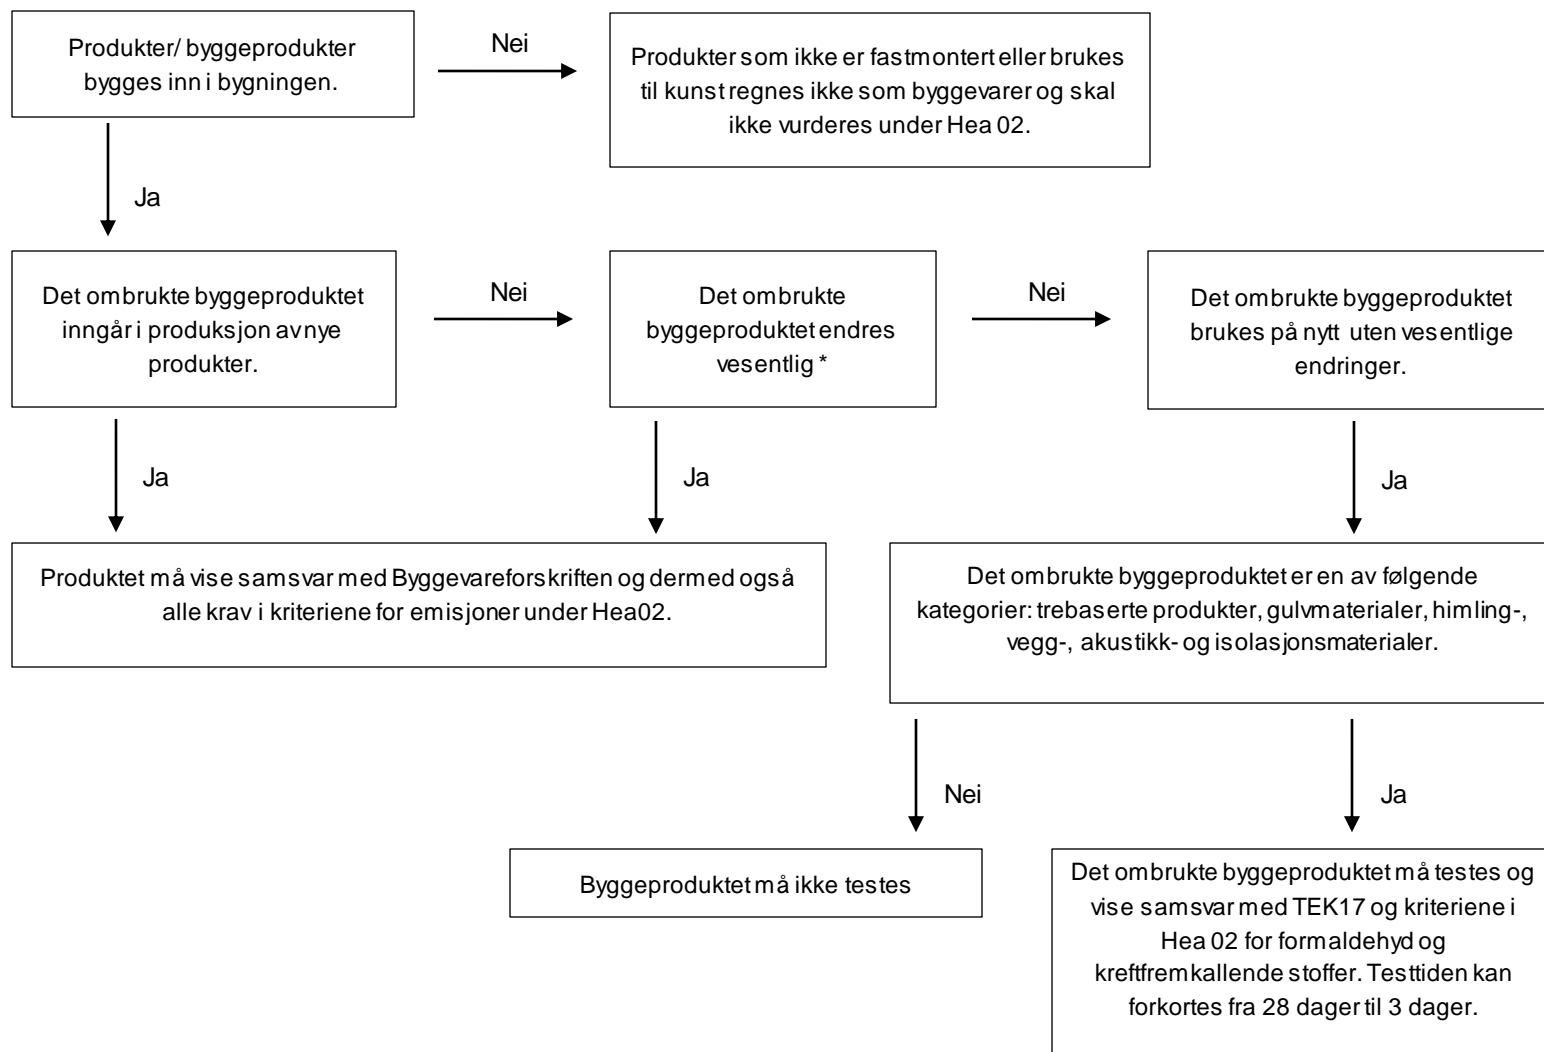 Produkter/ byggeprodukter
bygges inn i bygningen.
Nei
Produkter som ikke er fastmontert eller brukes
til kunst regnes ikke som byggevarer og skal
ikke vurderes under Hea 02.
Ja
Det ombrukte byggeproduktet
inngår i produksjon av nye
produkter.
Nei
Det ombrukte
byggeproduktet endres
vesentlig *
Nei
Det ombrukte byggeproduktet
brukes på nytt uten vesentlige
endringer.
Ja
Ja
Ja
Produktet må vise samsvar med Byggevareforskriften og dermed også
alle krav i kriteriene for emisjoner under Hea02.
Det ombrukte byggeproduktet er en av følgende
kategorier: trebaserte produkter, gulvmaterialer, himling-,
vegg-, akustikk- og isolasjonsmaterialer.
Nei
Ja
Byggeproduktet må ikke testes
Det ombrukte byggeproduktet må testes og
vise samsvar med TEK17 og kriteriene i
Hea 02 for formaldehyd og
kreftfremkallende stoffer. Testtiden kan
forkortes fra 28 dager til 3 dager.